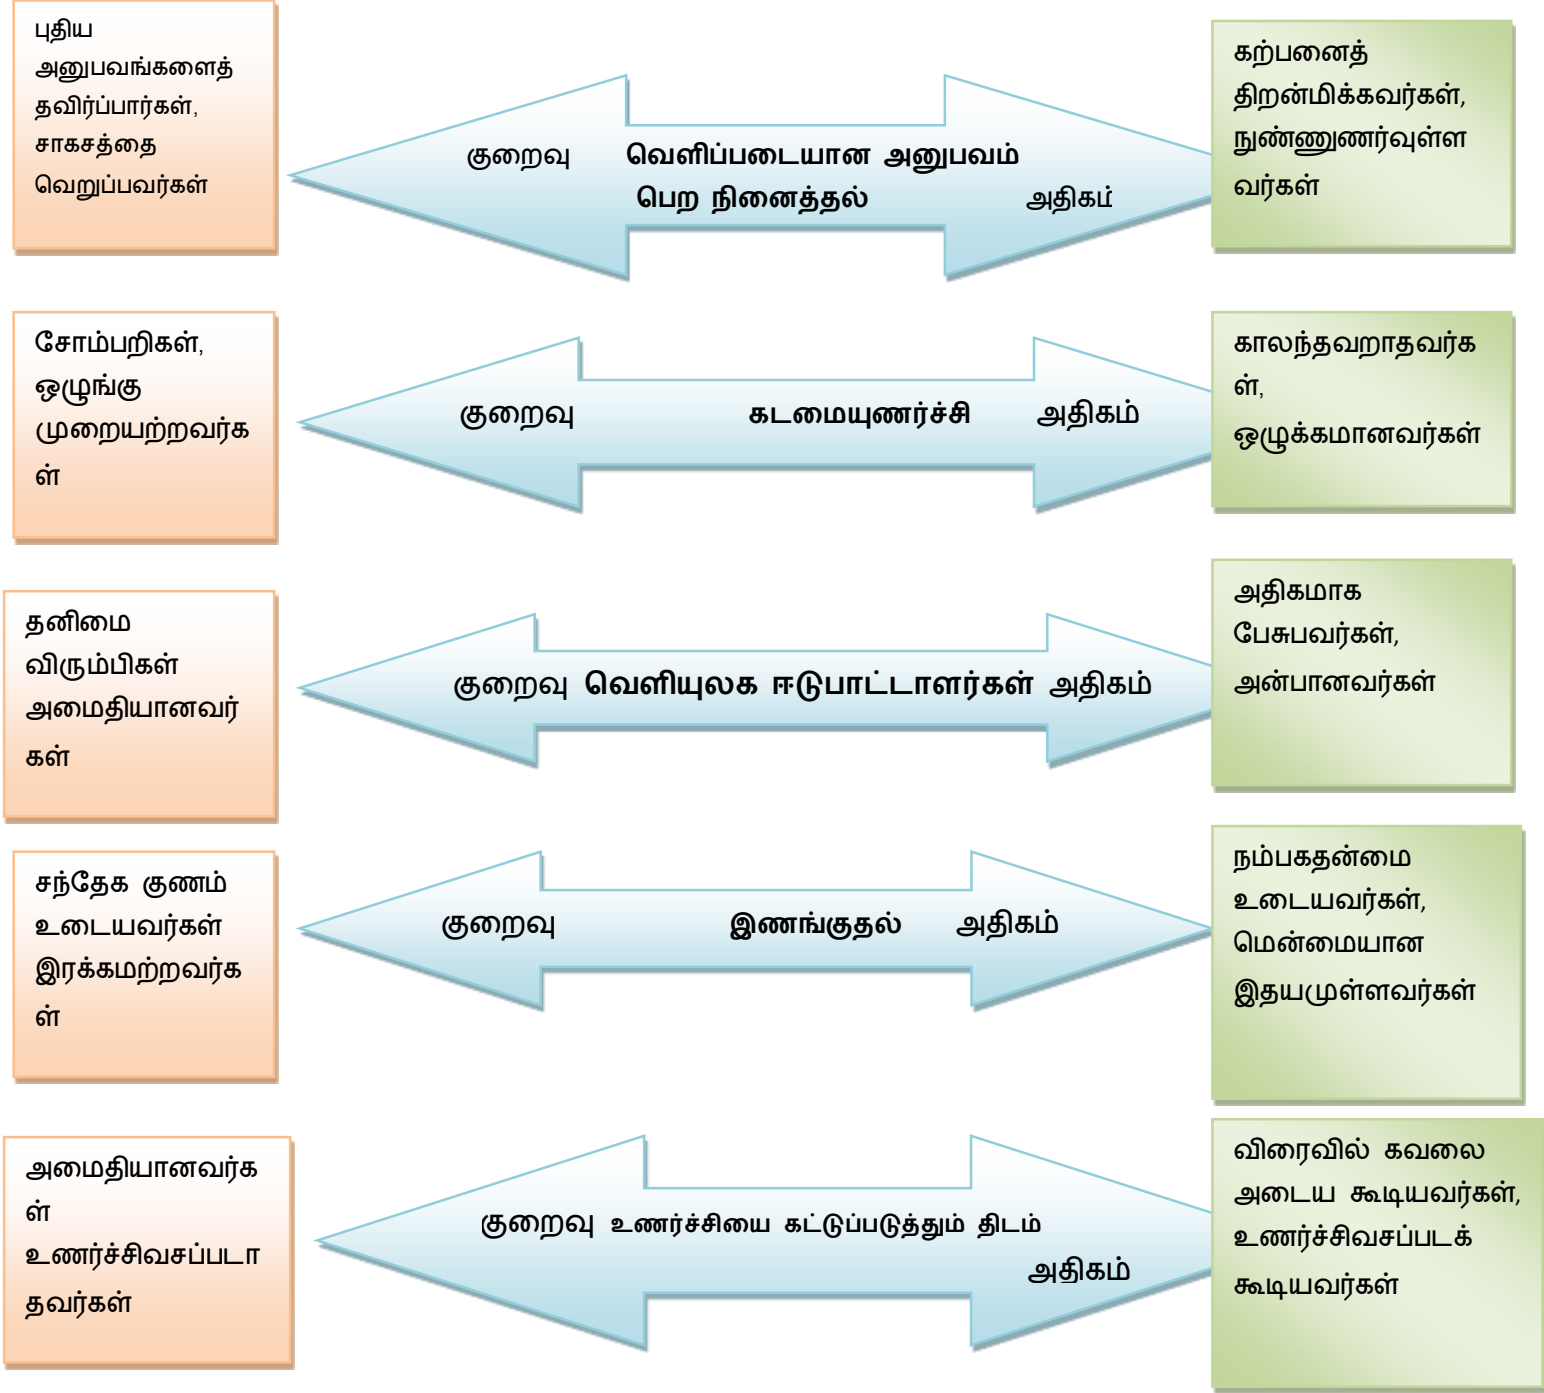 புதிய
அனுபவங்களைத்
தவிர்ப்பார்கள்,
சாகசத்தை
வெறுப்பவர்கள்
குறைவு வெளிப்படையான அனுபவம்
பெற நினைத்தல் அதிகம்
கற்பனைத்
திறன்மிக்கவர்கள்,
நுண்ணுணர்வுள்ள
வர்கள்
சோம்பறிகள்,
ஒழுங்கு
முறையற்றவர்க
ள்
குறைவு கடமையுணர்ச்சி அதிகம்
காலந்தவறாதவர்க
ள்,
ஒழுக்கமானவர்கள்
தனிமை
விரும்பிகள்
அமைதியானவர்
கள்
குறைவு வெளியுலக ஈடுபாட்டாளர்கள் அதிகம்
அதிகமாக
பேசுபவர்கள்,
அன்பானவர்கள்
சந்தேக குணம்
உடையவர்கள்
இரக்கமற்றவர்க
ள்
குறைவு இணங்குதல் அதிகம்
நம்பகதன்மை
உடையவர்கள்,
மென்மையான
இதயமுள்ளவர்கள்
அமைதியானவர்க
ள்
உணர்ச்சிவசப்படா
தவர்கள்
குறைவு உணர்ச்சியை கட்டுப்படுத்தும் திடம்
அதிகம்
விரைவில் கவலை
அடைய கூடியவர்கள்,
உணர்ச்சிவசப்படக்
கூடியவர்கள்